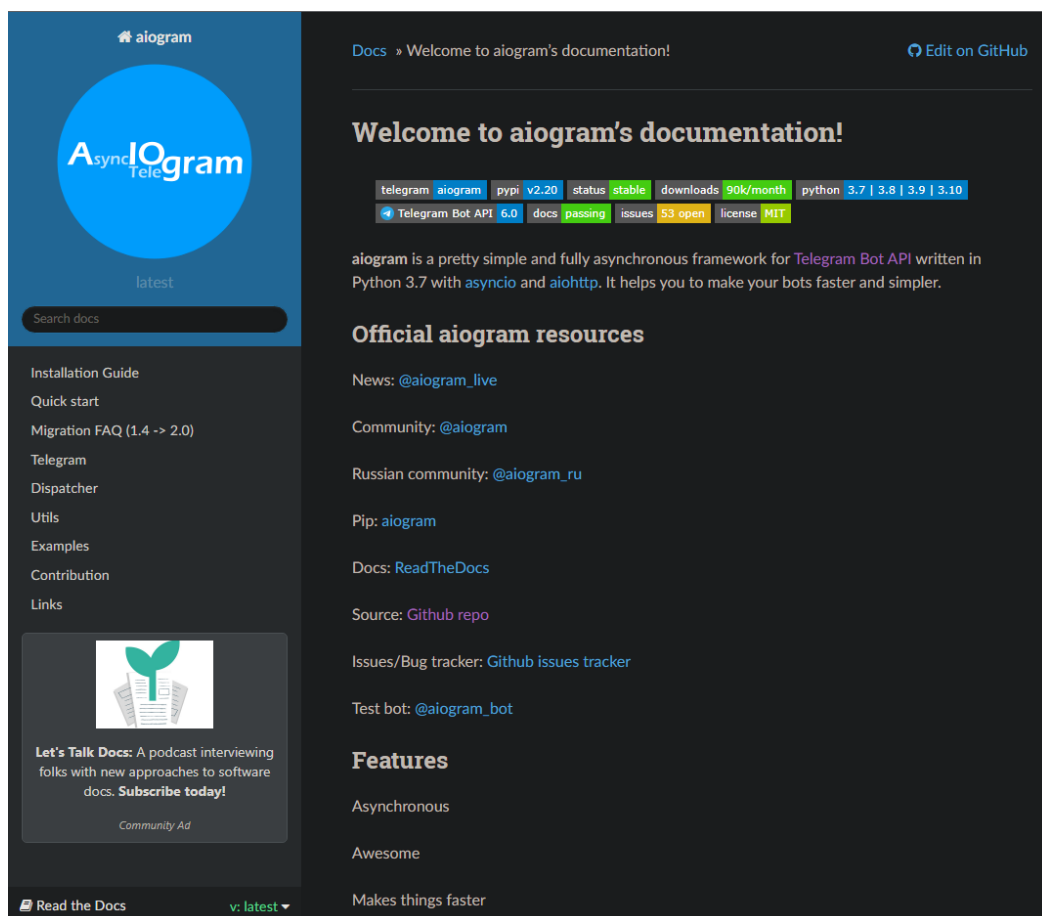 aiogram
AsyncIOgram
Tele
latest
Search docs
Installation Guide
Quick start
Migration FAQ (1.4 -> 2.0)
Telegram
Dispatcher
Utils
Examples
Contribution
Links
Let's Talk Docs: A podcast interviewing
folks with new approaches to software
docs. Subscribe today!
Community Ad
Read the Docs
v: latest
Docs » Welcome to aiogram's documentation!
Edit on GitHub
Welcome to aiogram's documentation!
telegram aiogram pypi v2.20 status stable downloads 90k/month python 3.7 | 3.8 | 3.9 | 3.10
Telegram Bot API 6.0 docs passing issues 53 open license MIT
aiogram is a pretty simple and fully asynchronous framework for Telegram Bot API written in
Python 3.7 with asyncio and aiohttp. It helps you to make your bots faster and simpler.
Official aiogram resources
News: @aiogram_live
Community: @aiogram
Russian community: @aiogram_ru
Pip: aiogram
Docs: ReadTheDocs
Source: Github repo
Issues/Bug tracker: Github issues tracker
Test bot: @aiogram_bot
Features
Asynchronous
Awesome
Makes things faster